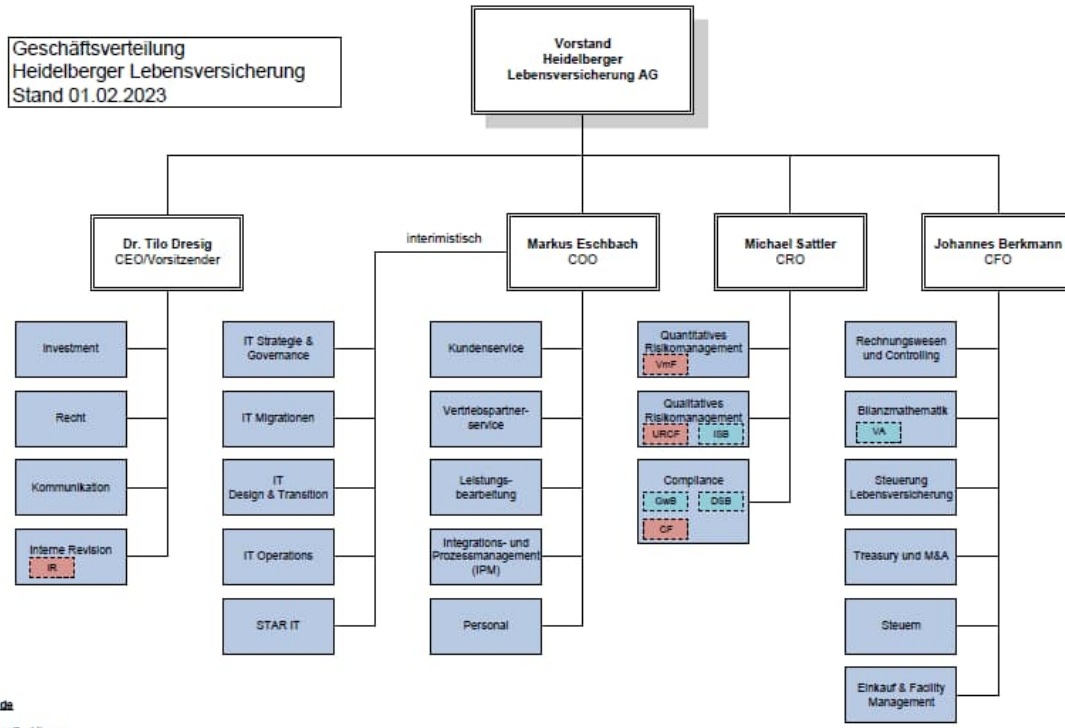 Geschäftsverteilung
Heidelberger Lebensversicherung
Stand 01.02.2023
Vorstand
Heidelberger
Lebensversicherung AG
Dr. Tilo Dresig
CEO/Vorsitzender
interimistisch
Markus Eschbach
COO
Michael Sattler
CRO
Johannes Berkmann
CFO
Investment
Recht
Kommunikation
Interne Revision
IR
IT Strategie &
Governance
IT Migrationen
IT
Design & Transition
IT Operations
STAR IT
Kundenservice
Vertriebspartner-
service
Leistungs-
bearbeitung
Integrations- und
Prozessmanagement
(IPM)
Personal
Quantitatives
Risikomanagement
VmF
Qualitatives
Risikomanagement
URCF ISB
Compliance
GwB DSB
CF
Rechnungswesen
und Controlling
Bilanzmathematik
VA
Steuerung
Lebensversicherung
Treasury und M&A
Steuern
Einkauf & Facility
Management
de